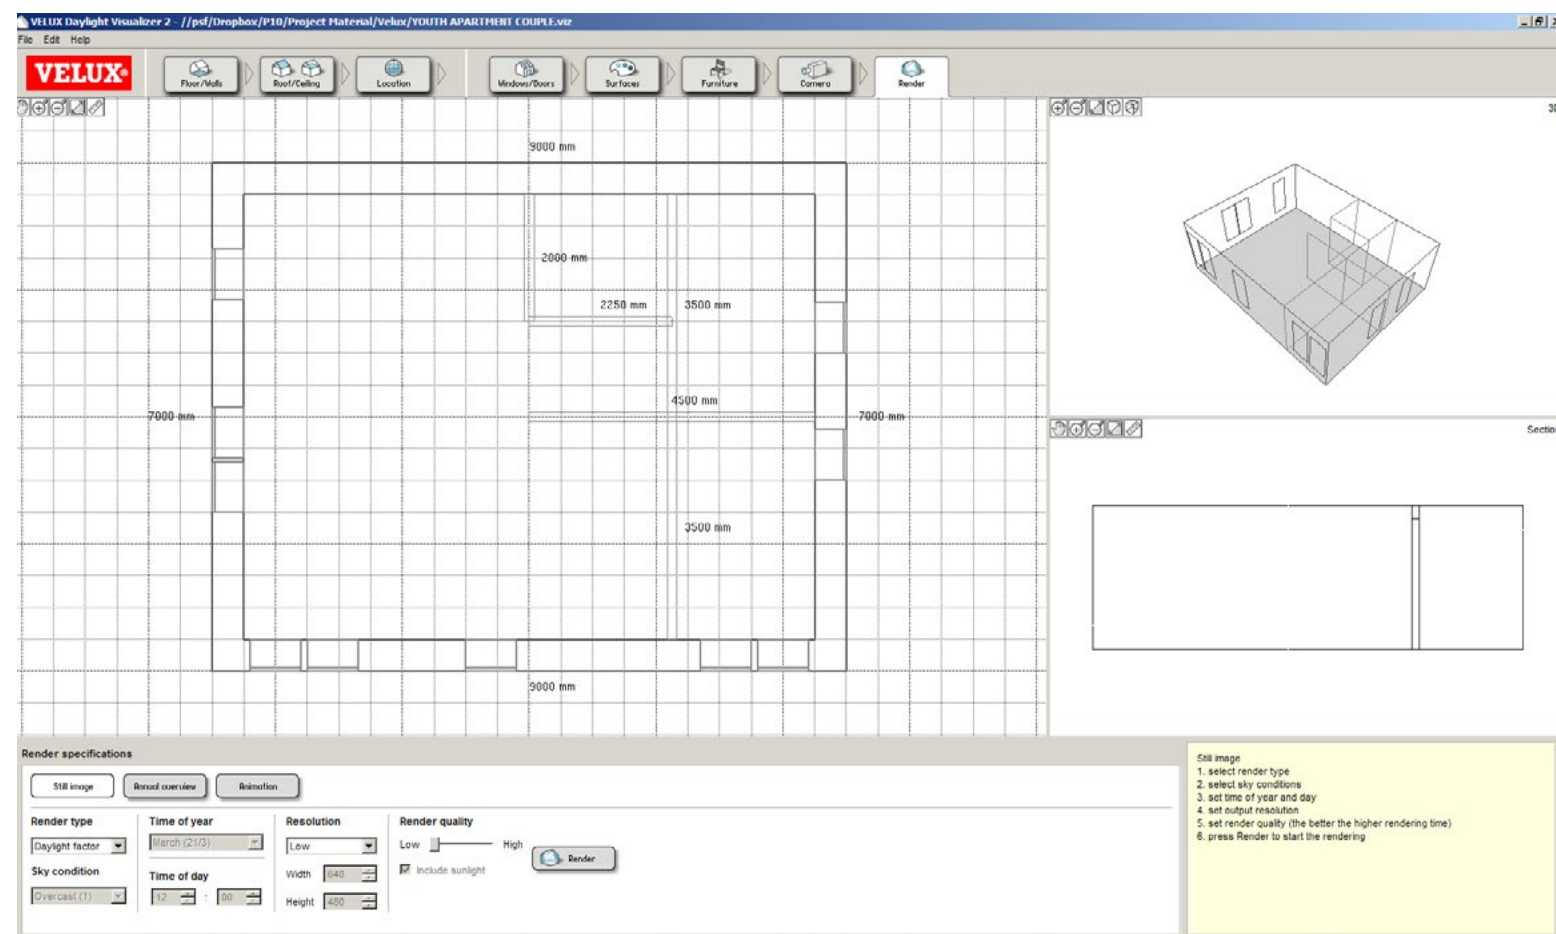 VELUX Daylight Visualizer 2 - //psf/Dropbox/P10/Project Material/Velux/YOUTH APARTMENT COUPLE.viz
File Edit Help
VELUX®
Floor/Walls Roof/Ceiling Location Windows/Doors Surfaces Furniture Camera Render
3D
9000 mm
2000 mm
2250 mm 3500 mm
4500 mm
7000 mm 7000 mm
Section
3500 mm
9000 mm
Render specifications
Still image Annual overview Animation
Render type Time of year Resolution Render quality
Daylight factor March (21/3) Low Low High
Render
Sky condition Time of day Width 640 Include sunlight
Overcast (1) 12 : 00 Height 480
Still image
1. select render type
2. select sky conditions
3. set time of year and day
4. set output resolution
5. set render quality (the better the higher rendering time)
6. press Render to start the rendering